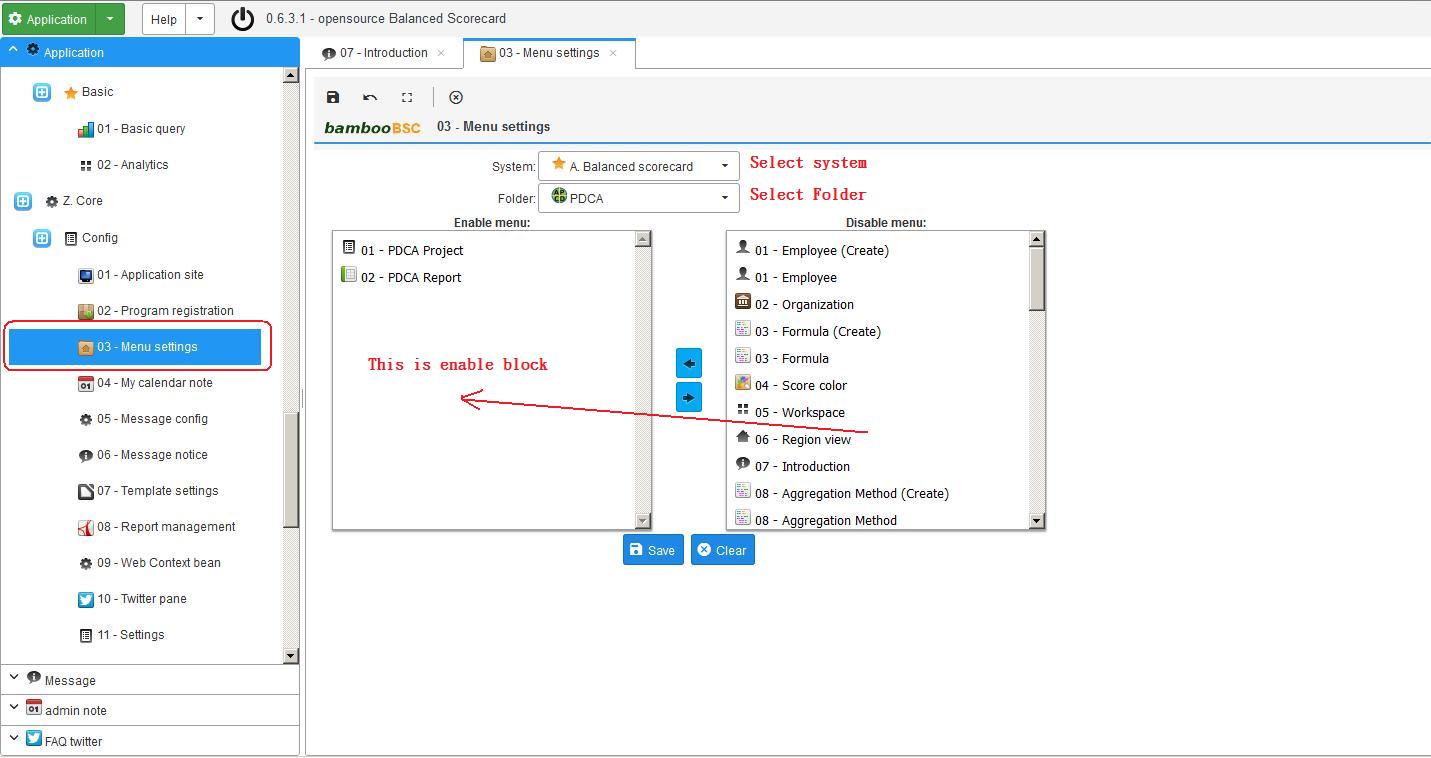 Application
Help
0.6.3.1 - opensource Balanced Scorecard
Application
Basic
01 - Basic query
02 - Analytics
Z. Core
Config
01 - Application site
02 - Program registration
03 - Menu settings
04 - My calendar note
05 - Message config
06 - Message notice
07 - Template settings
08 - Report management
09 - Web Context bean
10 - Twitter pane
11 - Settings
Message
admin note
FAQ twitter
07 - Introduction
03 - Menu settings
bambooBSC 03 - Menu settings
System: A. Balanced scorecard Select system
Folder: PDCA Select Folder
Enable menu:
01 - PDCA Project
02 - PDCA Report
This is enable block
Disable menu:
01 - Employee (Create)
01 - Employee
02 - Organization
03 - Formula (Create)
03 - Formula
04 - Score color
05 - Workspace
06 - Region view
07 - Introduction
08 - Aggregation Method (Create)
08 - Aggregation Method
Save
Clear